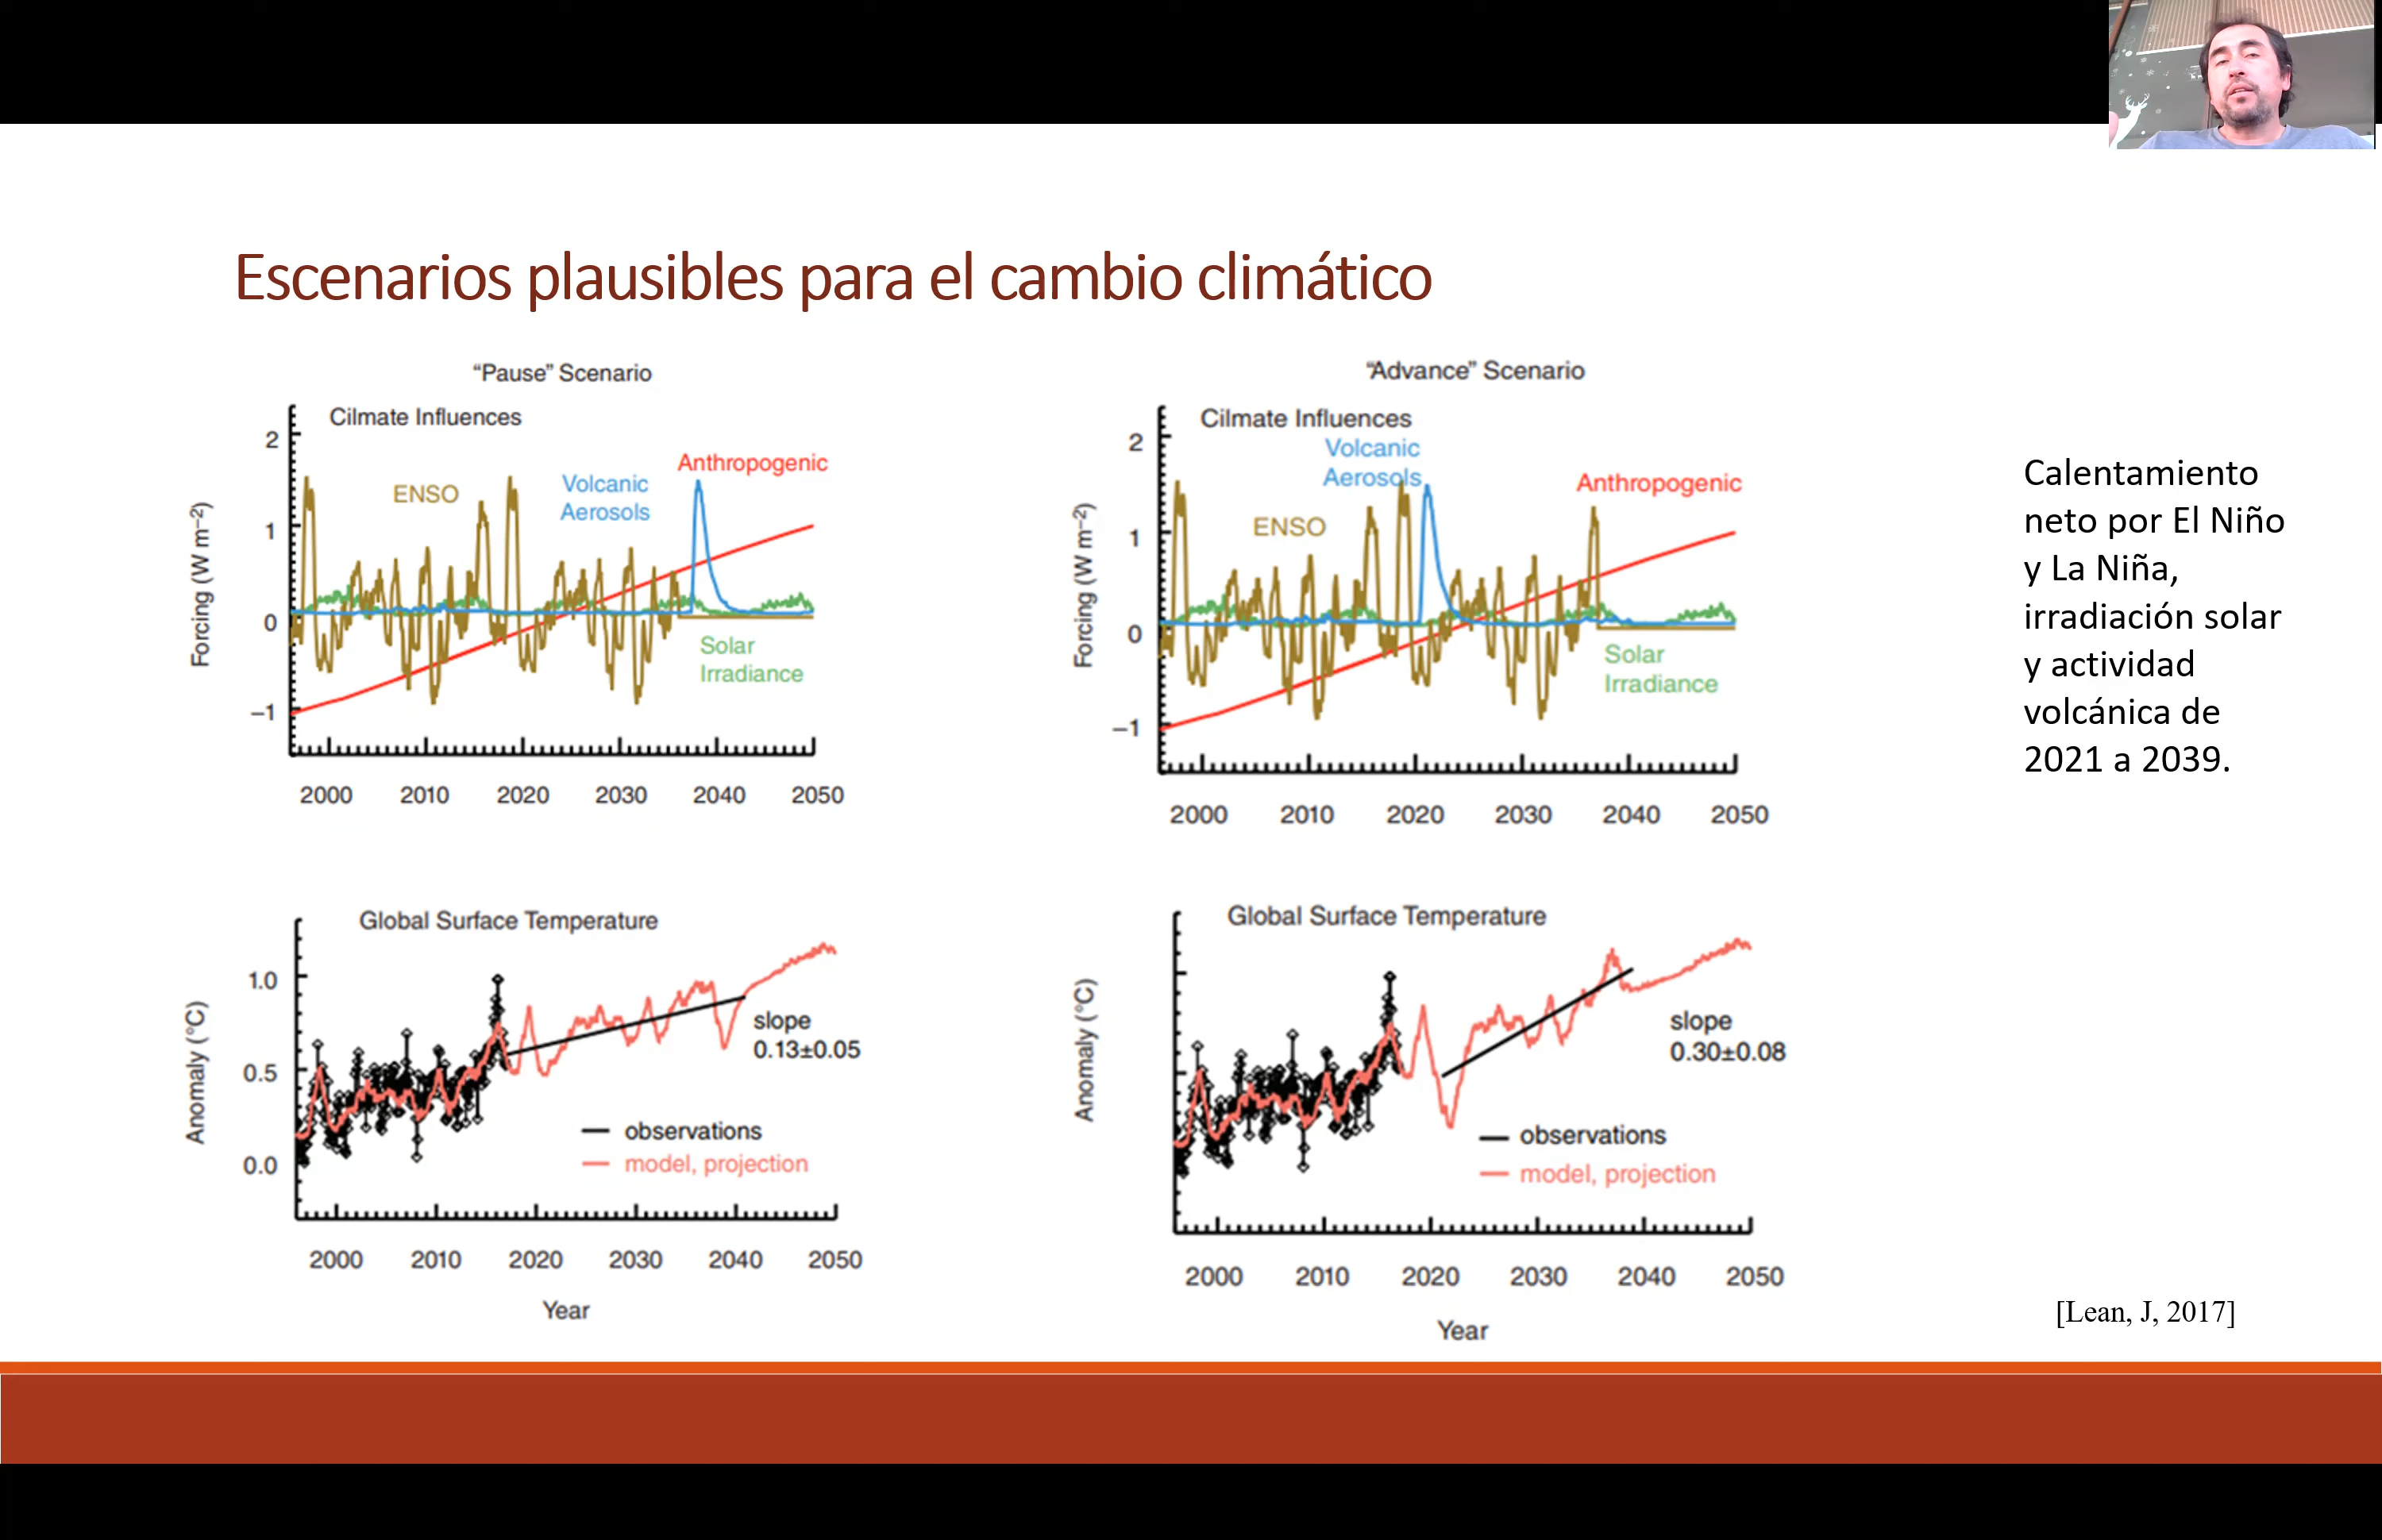 Escenarios plausibles para el cambio climático
“Pause” Scenario
Cilmate Influences
2
1
0
−1
Forcing (W m−2)
ENSO
Volcanic
Aerosols
Anthropogenic
Solar
Irradiance
2000 2010 2020 2030 2040 2050
“Advance” Scenario
Cilmate Influences
Volcanic
Aerosols
2
1
0
−1
Forcing (W m−2)
ENSO
Anthropogenic
Solar
Irradiance
2000 2010 2020 2030 2040 2050
Calentamiento
neto por El Niño
y La Niña,
irradiación solar
y actividad
volcánica de
2021 a 2039.
Global Surface Temperature
1.0
0.5
0.0
Anomaly (°C)
slope
0.13±0.05
observations
model, projection
2000 2010 2020 2030 2040 2050
Year
Global Surface Temperature
Anomaly (°C)
slope
0.30±0.08
observations
model, projection
2000 2010 2020 2030 2040 2050
Year
[Lean, J, 2017]